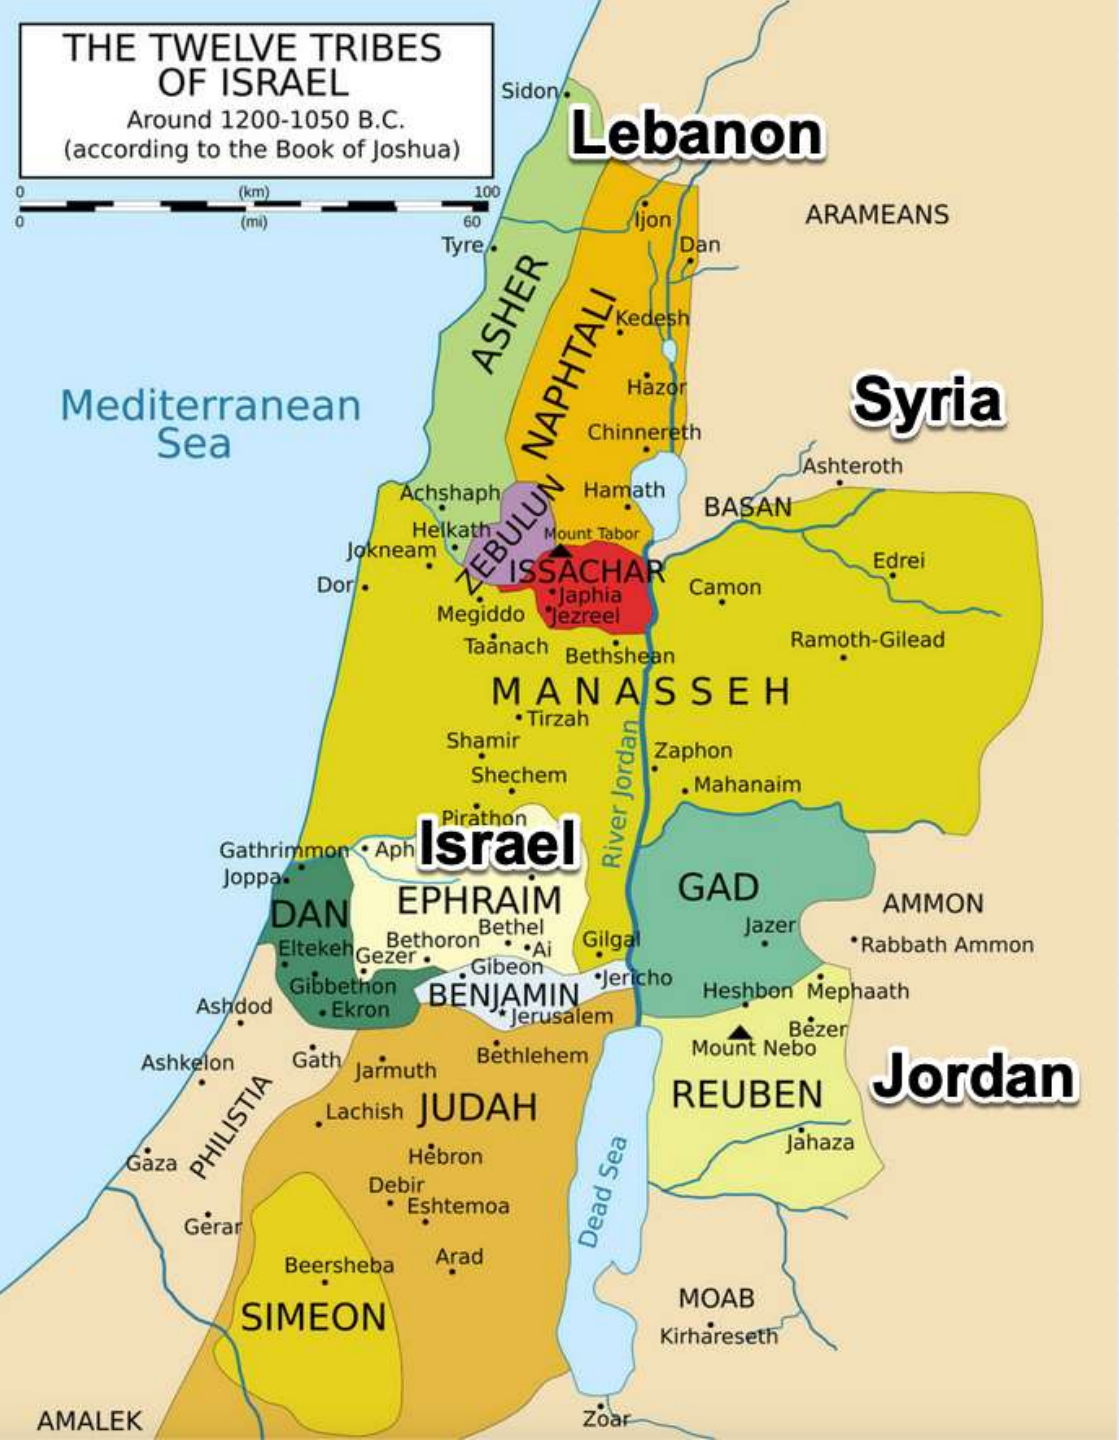 THE TWELVE TRIBES
OF ISRAEL
Around 1200-1050 B.C.
(according to the Book of Joshua)
0 (km) 100
0 (mi) 60
Sidon
Lebanon
ARAMEANS
Ijon
Tyre
Dan
ASHER
NAPHTALI
Kedesh
Hazor
Mediterranean
Sea
Syria
Chinnereth
Ashteroth
Achshaph
Hamath
BASAN
ZEBULUN
Helkath
Mount Tabor
Jokneam
ISSACHAR
Edrei
Dor
Japhia
Camon
Megiddo
Jezreel
Taanach
Bethshean
Ramoth-Gilead
MANASSEH
Tirzah
Shamir
Zaphon
Shechem
Mahanaim
River Jordan
Pirathon
Gathrimmon
Aph
Israel
Joppa
EPHRAIM
GAD
DAN
AMMON
Bethel
Jazer
Eltekeh
Bethoron
Ai
Gilgal
Rabbath Ammon
Gezer
Gibeon
Jericho
Gibbethon
BENJAMIN
Heshbon
Mephaath
Ashdod
Ekron
Jerusalem
Bezer
Mount Nebo
Ashkelon
Gath
Jarmuth
Bethlehem
Jordan
REUBEN
PHILISTIA
Lachish
JUDAH
Jahaza
Gaza
Hebron
Dead Sea
Debir
Eshtemoa
Gerar
Arad
Beersheba
SIMEON
MOAB
Kirhareseth
AMALEK
Zoar